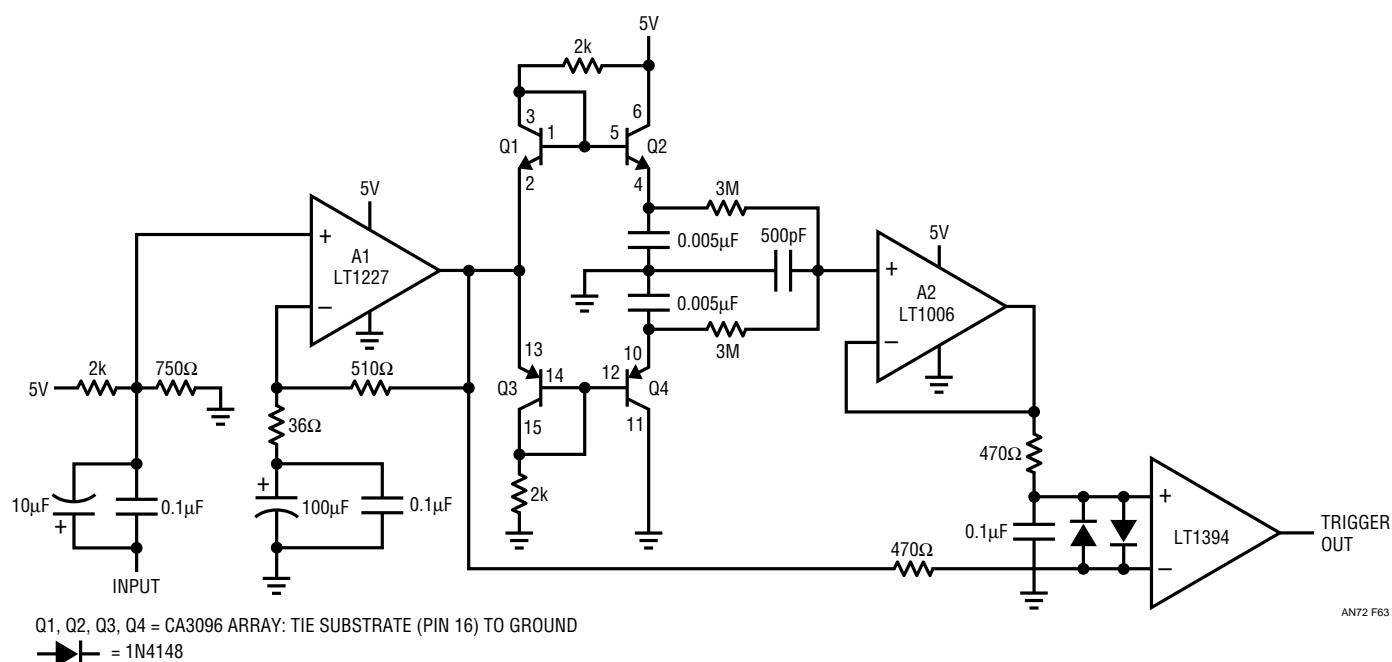 5V
2k
3
1
5
6
Q1
Q2
2
4
5V
3M
+
A1
LT1227
–
0.005µF
500pF
5V
+
A2
LT1006
–
0.005µF
3M
13
14
12
10
Q3
Q4
15
11
2k
750Ω
5V
510Ω
36Ω
10µF
+
0.1µF
+
100µF
0.1µF
2k
470Ω
0.1µF
+
LT1394
–
TRIGGER
OUT
470Ω
INPUT
AN72 F63
Q1, Q2, Q3, Q4 = CA3096 ARRAY: TIE SUBSTRATE (PIN 16) TO GROUND
= 1N4148